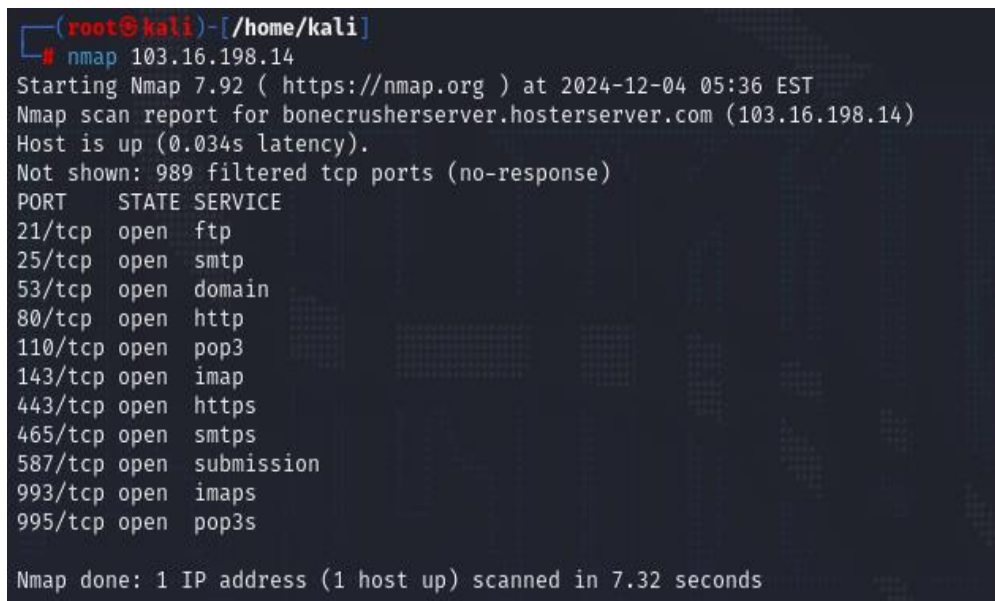 ┌──(root㉿kali)-[/home/kali]
└─# nmap 103.16.198.14
Starting Nmap 7.92 ( https://nmap.org ) at 2024-12-04 05:36 EST
Nmap scan report for bonecrusherserver.hosterserver.com (103.16.198.14)
Host is up (0.034s latency).
Not shown: 989 filtered tcp ports (no-response)
PORT    STATE SERVICE
21/tcp  open  ftp
25/tcp  open  smtp
53/tcp  open  domain
80/tcp  open  http
110/tcp open  pop3
143/tcp open  imap
443/tcp open  https
465/tcp open  smtps
587/tcp open  submission
993/tcp open  imaps
995/tcp open  pop3s
Nmap done: 1 IP address (1 host up) scanned in 7.32 seconds